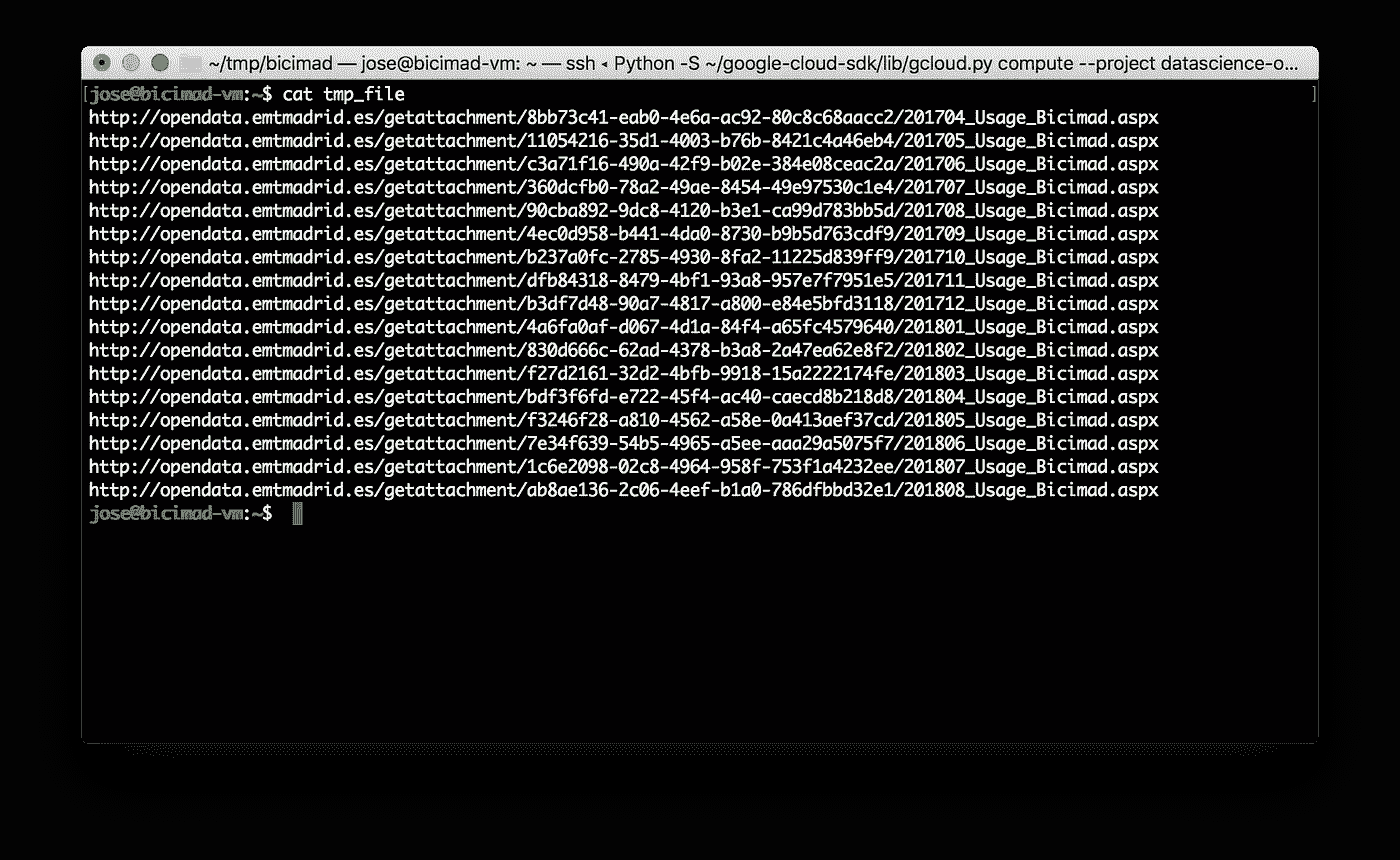 ~/tmp/bicimad — jose@bicimad-vm: ~ — ssh ◂ Python -S ~/google-cloud-sdk/lib/gcloud.py compute --project datascience-o...
[jose@bicimad-vm:~$ cat tmp_file ]
http://opendata.emtmadrid.es/getattachment/8bb73c41-eab0-4e6a-ac92-80c8c68aacc2/201704_Usage_Bicimad.aspx
http://opendata.emtmadrid.es/getattachment/11054216-35d1-4003-b76b-8421c4a46eb4/201705_Usage_Bicimad.aspx
http://opendata.emtmadrid.es/getattachment/c3a71f16-490a-42f9-b02e-384e08ceac2a/201706_Usage_Bicimad.aspx
http://opendata.emtmadrid.es/getattachment/360dcfb0-78a2-49ae-8454-49e97530c1e4/201707_Usage_Bicimad.aspx
http://opendata.emtmadrid.es/getattachment/90cba892-9dc8-4120-b3e1-ca99d783bb5d/201708_Usage_Bicimad.aspx
http://opendata.emtmadrid.es/getattachment/4ec0d958-b441-4da0-8730-b9b5d763cdf9/201709_Usage_Bicimad.aspx
http://opendata.emtmadrid.es/getattachment/b237a0fc-2785-4930-8fa2-11225d839ff9/201710_Usage_Bicimad.aspx
http://opendata.emtmadrid.es/getattachment/dfb84318-8479-4bf1-93a8-957e7f7951e5/201711_Usage_Bicimad.aspx
http://opendata.emtmadrid.es/getattachment/b3df7d48-90a7-4817-a800-e84e5bfd3118/201712_Usage_Bicimad.aspx
http://opendata.emtmadrid.es/getattachment/4a6fa0af-d067-4d1a-84f4-a65fc4579640/201801_Usage_Bicimad.aspx
http://opendata.emtmadrid.es/getattachment/830d666c-62ad-4378-b3a8-2a47ea62e8f2/201802_Usage_Bicimad.aspx
http://opendata.emtmadrid.es/getattachment/f27d2161-32d2-4bfb-9918-15a2222174fe/201803_Usage_Bicimad.aspx
http://opendata.emtmadrid.es/getattachment/bdf3f6fd-e722-45f4-ac40-caecd8b218d8/201804_Usage_Bicimad.aspx
http://opendata.emtmadrid.es/getattachment/f3246f28-a810-4562-a58e-0a413aef37cd/201805_Usage_Bicimad.aspx
http://opendata.emtmadrid.es/getattachment/7e34f639-54b5-4965-a5ee-aaa29a5075f7/201806_Usage_Bicimad.aspx
http://opendata.emtmadrid.es/getattachment/1c6e2098-02c8-4964-958f-753f1a4232ee/201807_Usage_Bicimad.aspx
http://opendata.emtmadrid.es/getattachment/ab8ae136-2c06-4eef-b1a0-786dfbbd32e1/201808_Usage_Bicimad.aspx
jose@bicimad-vm:~$